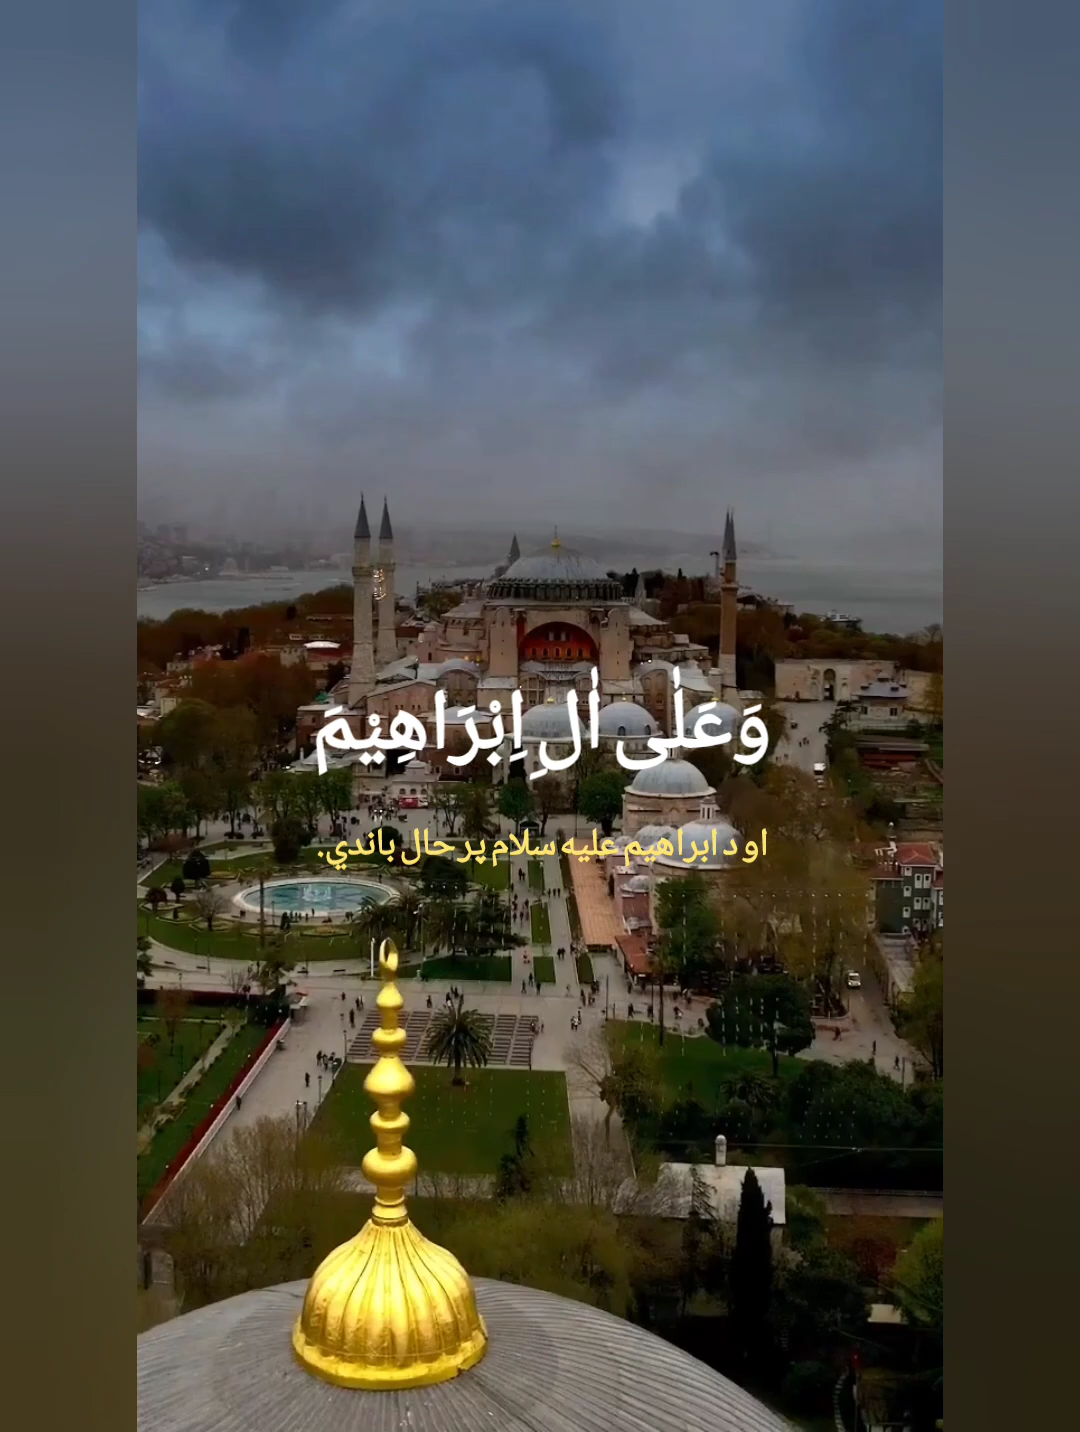 وَعَلٰى اٰلِ اِبْرَاهِيْمَ
او د ابراهيم عليه سلام پر حال باندي.